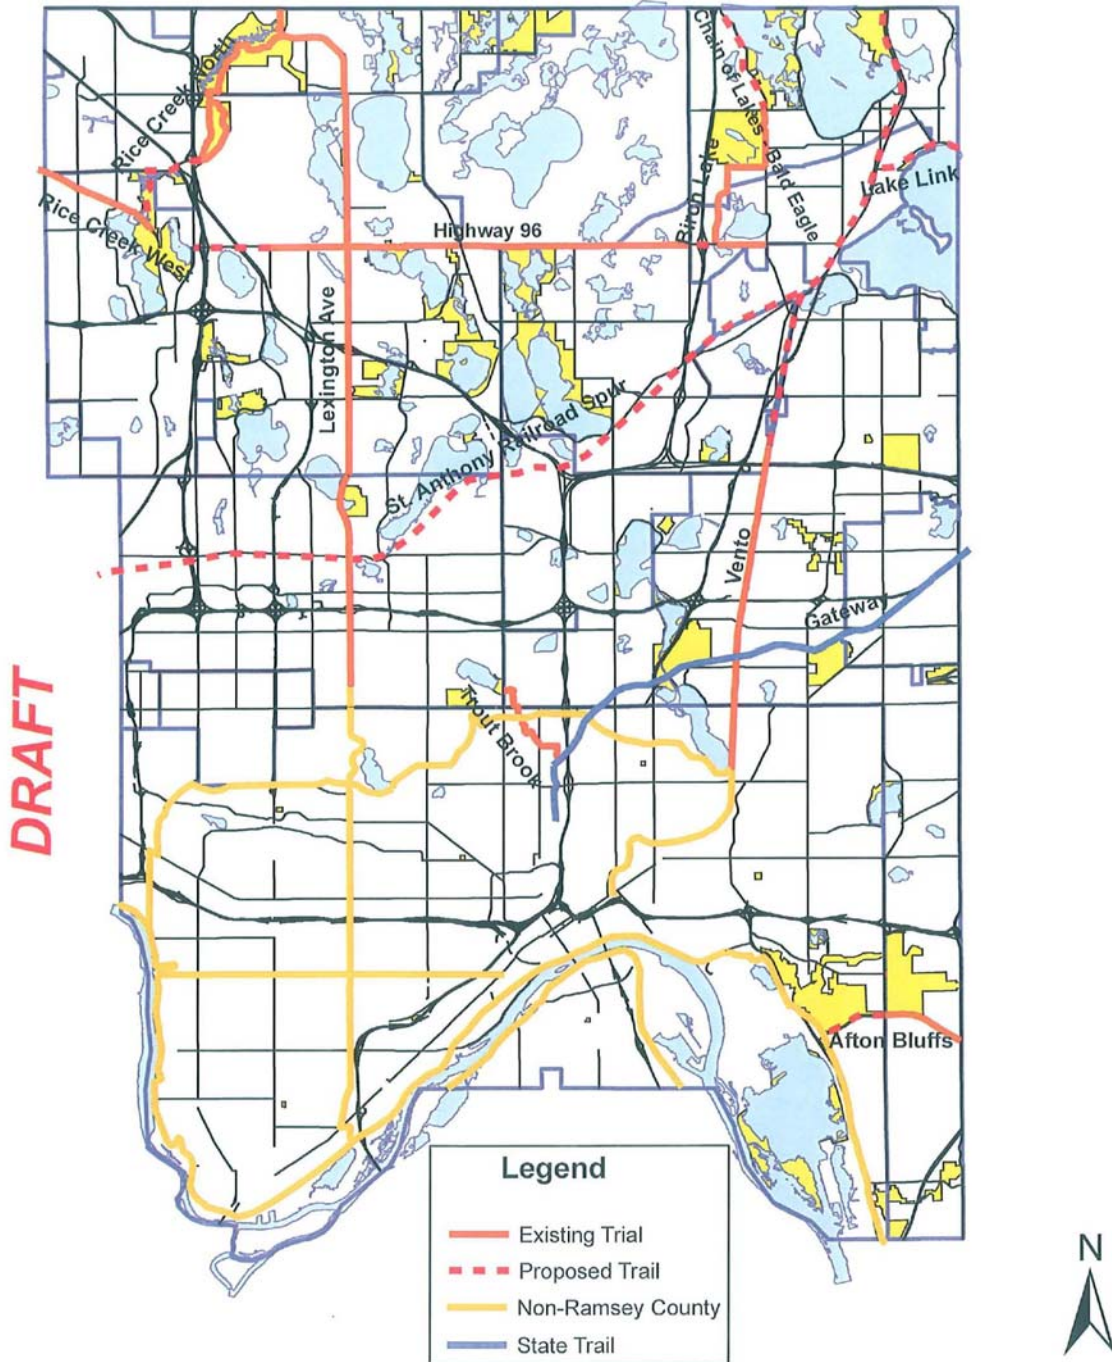 Rice Creek North
Chain of Lakes
Birch Lake
Bald Eagle
Lake Link
Rice Creek West
Highway 96
Lexington Ave
St. Anthony Railroad Spur
Vento
Gateway
DRAFT
Trout Brook
Afton Bluffs
Legend
Existing Trial
Proposed Trail
Non-Ramsey County
State Trail
N